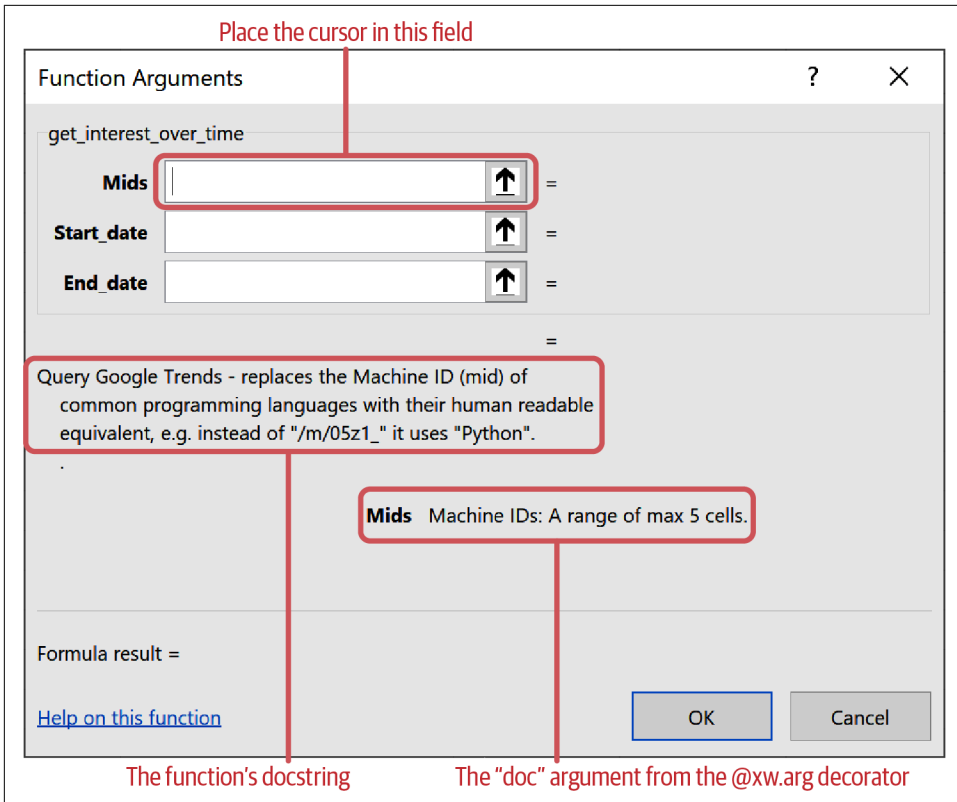 Place the cursor in this field
Function Arguments ? X
get_interest_over_time
Mids =
Start_date =
End_date =
=
Query Google Trends - replaces the Machine ID (mid) of
common programming languages with their human readable
equivalent, e.g. instead of "/m/05z1_" it uses "Python".
.
Mids Machine IDs: A range of max 5 cells.
Formula result =
Help on this function OK Cancel
The function’s docstring The “doc” argument from the @xw.arg decorator